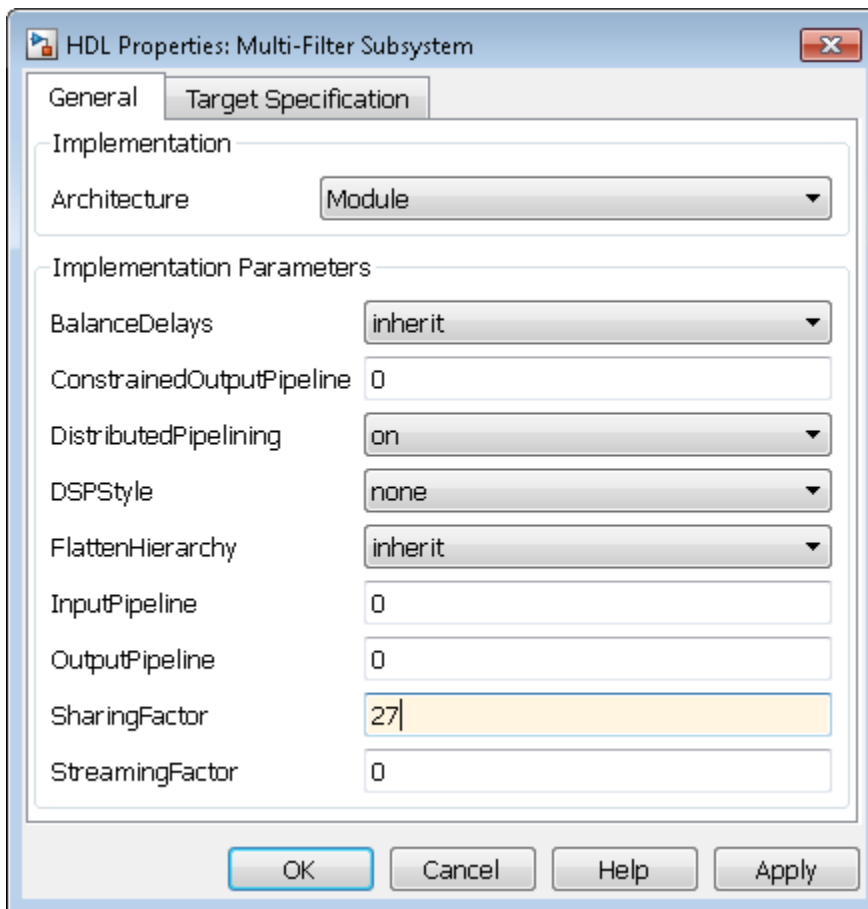 HDL Properties: Multi-Filter Subsystem
General Target Specification
Implementation
Architecture Module
Implementation Parameters
BalanceDelays inherit
ConstrainedOutputPipeline 0
DistributedPipelining on
DSPStyle none
FlattenHierarchy inherit
InputPipeline 0
OutputPipeline 0
SharingFactor 27
StreamingFactor 0
OK Cancel Help Apply